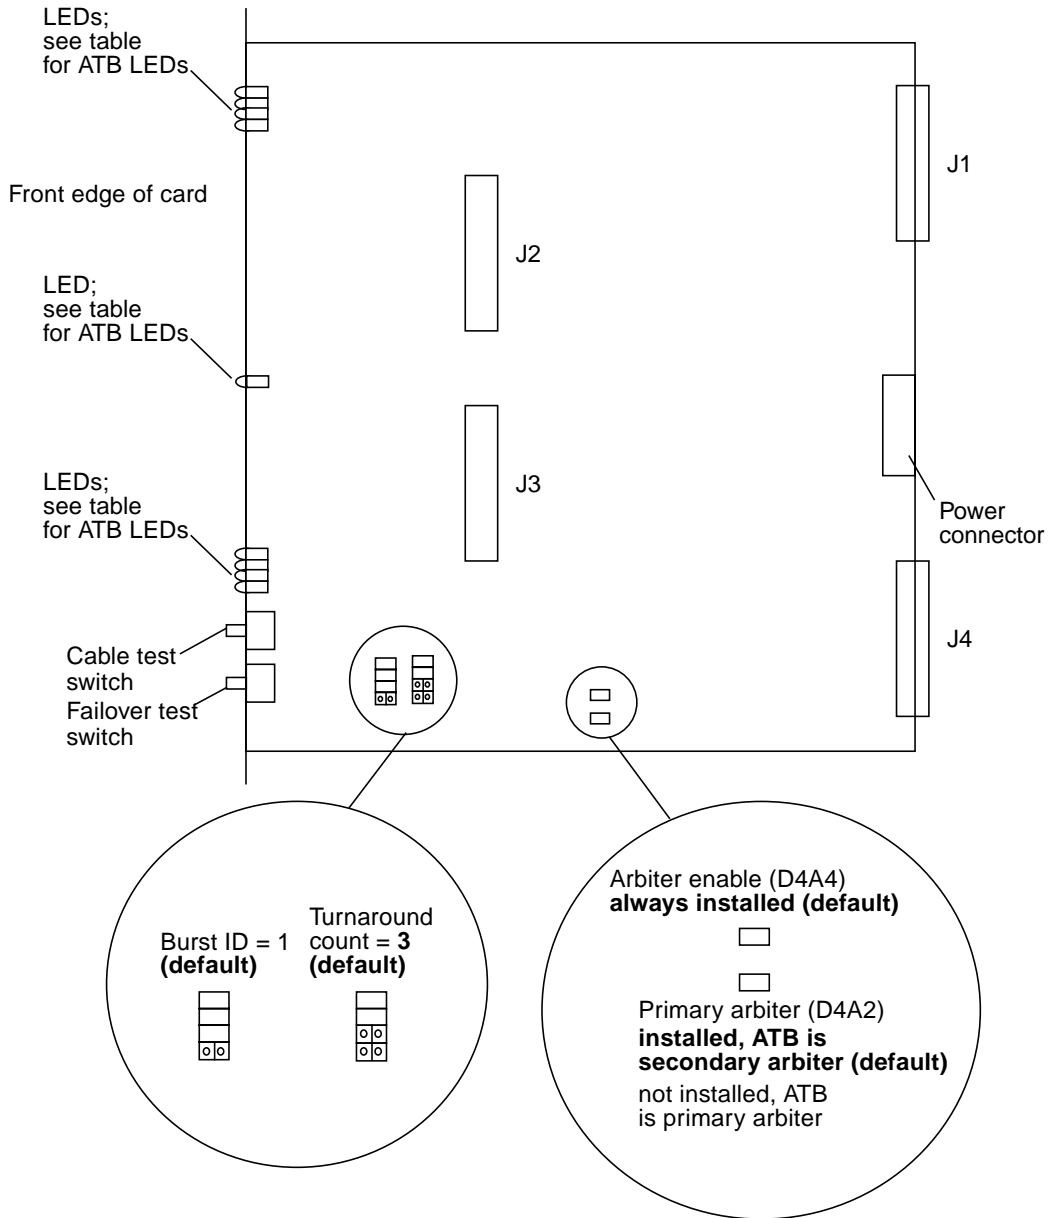 LEDs;
see table
for ATB LEDs
J1
Front edge of card
J2
LED;
see table
for ATB LEDs
LEDs;
see table
for ATB LEDs
J3
Power
connector
J4
Cable test
switch
Failover test
switch
Burst ID = 1
(default)
Turnaround
count = 3
(default)
Arbiter enable (D4A4)
always installed (default)
Primary arbiter (D4A2)
installed, ATB is
secondary arbiter (default)
not installed, ATB
is primary arbiter